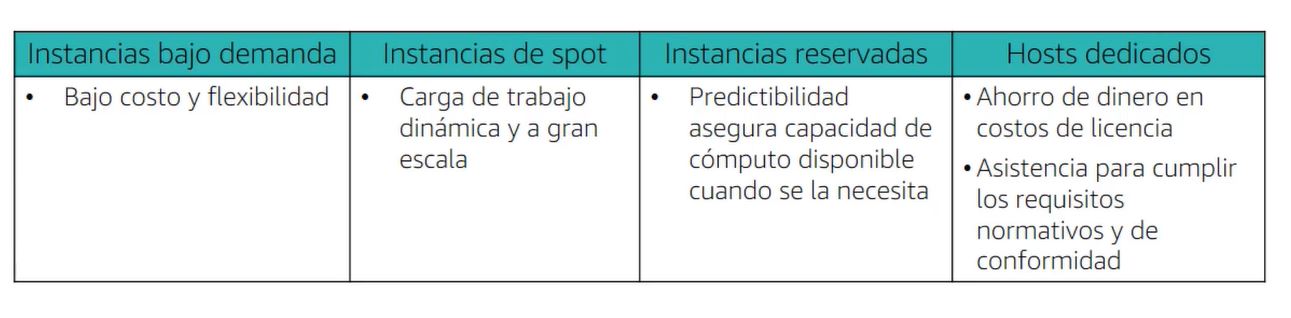 Instancias bajo demanda
Instancias de spot
Instancias reservadas
Hosts dedicados
• Bajo costo y flexibilidad
• Carga de trabajo
dinámica y a gran
escala
• Predictibilidad
asegura capacidad de
cómputo disponible
cuando se la necesita
• Ahorro de dinero en
costos de licencia
• Asistencia para cumplir
los requisitos
normativos y de
conformidad